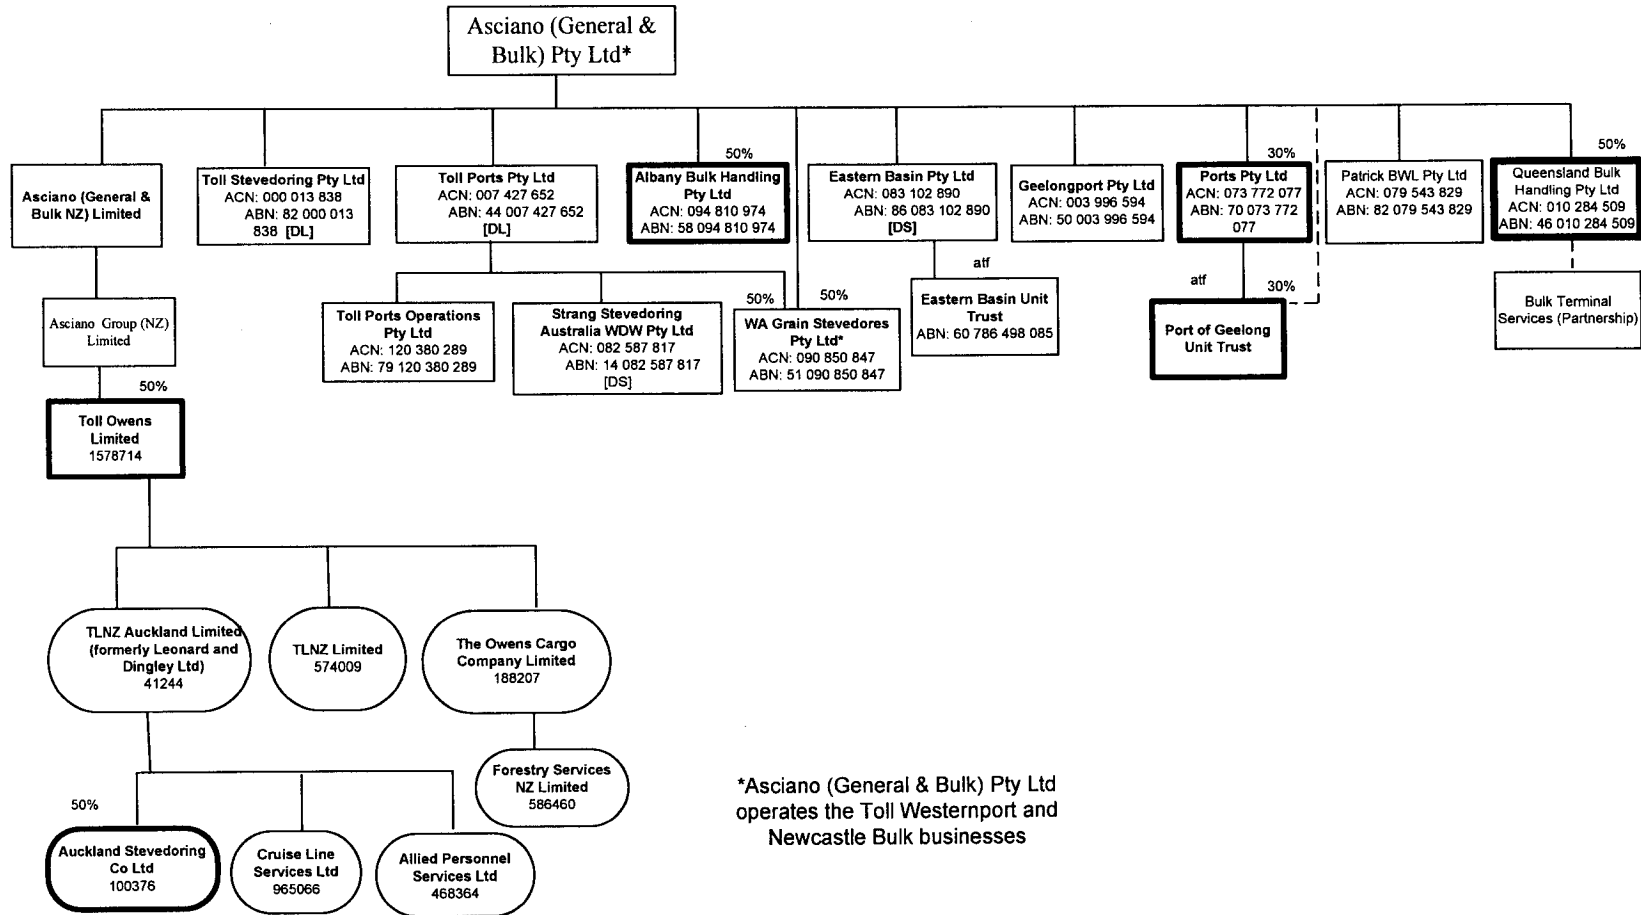 Asciano (General &
Bulk) Pty Ltd*
Asciano (General &
Bulk NZ) Limited
Toll Stevedoring Pty Ltd
ACN: 000 013 838
ABN: 82 000 013
838 [DL]
Toll Ports Pty Ltd
ACN: 007 427 652
ABN: 44 007 427 652
[DL]
50%
Albany Bulk Handling
Pty Ltd
ACN: 094 810 974
ABN: 58 094 810 974
Eastern Basin Pty Ltd
ACN: 083 102 890
ABN: 86 083 102 890
[DS]
Geelongport Pty Ltd
ACN: 003 996 594
ABN: 50 003 996 594
30%
Ports Pty Ltd
ACN: 073 772 077
ABN: 70 073 772
077
Patrick BWL Pty Ltd
ACN: 079 543 829
ABN: 82 079 543 829
50%
Queensland Bulk
Handling Pty Ltd
ACN: 010 284 509
ABN: 46 010 284 509
Asciano Group (NZ)
Limited
Toll Ports Operations
Pty Ltd
ACN: 120 380 289
ABN: 79 120 380 289
Strang Stevedoring
Australia WDW Pty Ltd
ACN: 082 587 817
ABN: 14 082 587 817
[DS]
50%
50%
WA Grain Stevedores
Pty Ltd*
ACN: 090 850 847
ABN: 51 090 850 847
atf
Eastern Basin Unit
Trust
ABN: 60 786 498 085
atf
30%
Port of Geelong
Unit Trust
Bulk Terminal
Services (Partnership)
50%
Toll Owens
Limited
1578714
TLNZ Auckland Limited
(formerly Leonard and
Dingley Ltd)
41244
TLNZ Limited
574009
The Owens Cargo
Company Limited
188207
Forestry Services
NZ Limited
586460
50%
Auckland Stevedoring
Co Ltd
100376
Cruise Line
Services Ltd
965066
Allied Personnel
Services Ltd
468364
*Asciano (General & Bulk) Pty Ltd
operates the Toll Westernport and
Newcastle Bulk businesses